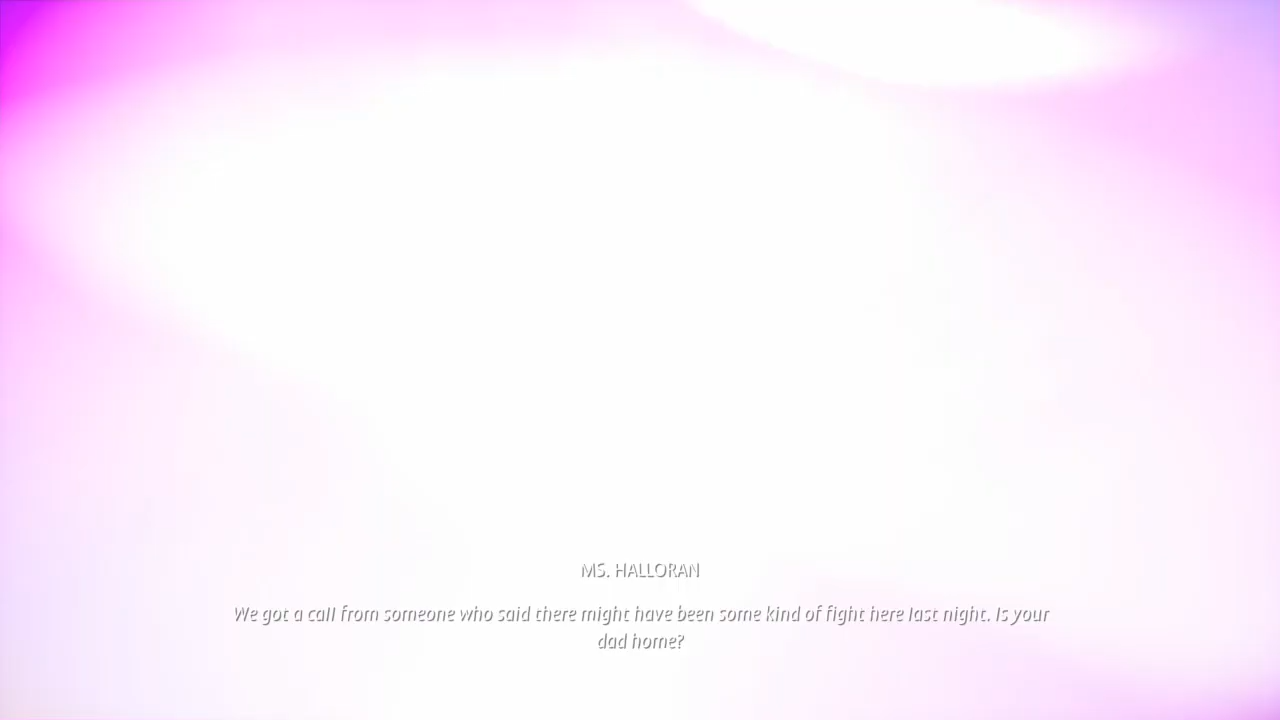 MS. HALLORAN
We got a call from someone who said there might have been some kind of fight here last night. Is your
dad home?